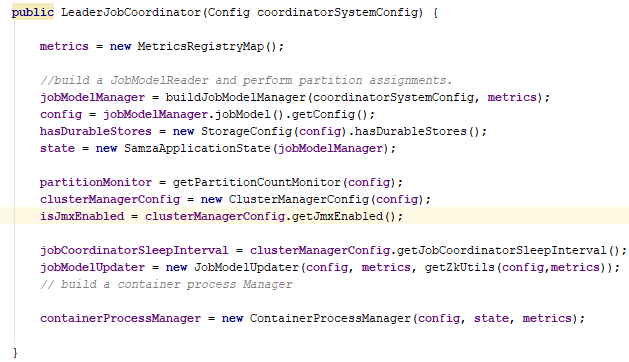 public LeaderJobCoordinator(Config coordinatorSystemConfig) {
metrics = new MetricsRegistryMap();
//build a JobModelReader and perform partition assignments.
jobModelManager = buildJobModelManager(coordinatorSystemConfig, metrics);
config = jobModelManager.jobModel().getConfig();
hasDurableStores = new StorageConfig(config).hasDurableStores();
state = new SamzaApplicationState(jobModelManager);
partitionMonitor = getPartitionCountMonitor(config);
clusterManagerConfig = new ClusterManagerConfig(config);
isJmxEnabled = clusterManagerConfig.getJmxEnabled();
jobCoordinatorSleepInterval = clusterManagerConfig.getJobCoordinatorSleepInterval();
jobModelUpdater = new JobModelUpdater(config, metrics, getZkUtils(config,metrics));
// build a container process Manager
containerProcessManager = new ContainerProcessManager(config, state, metrics);
}